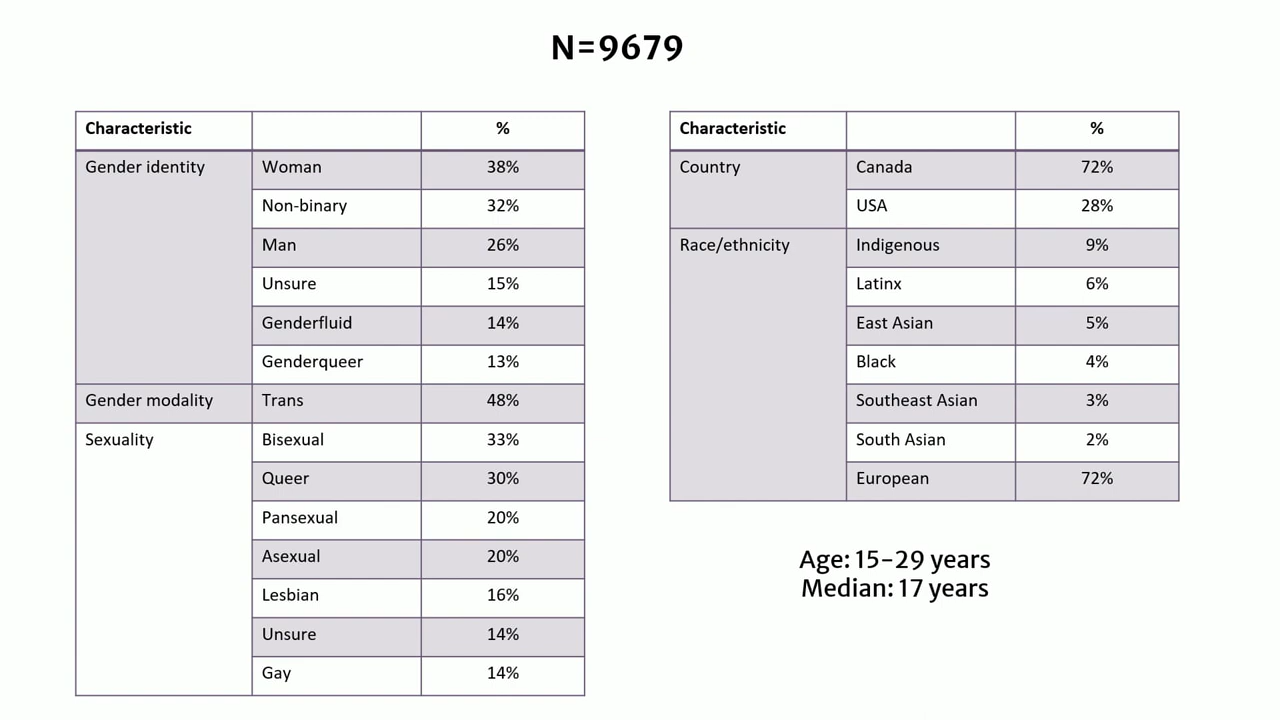 N=9679
Characteristic %
Gender identity Woman 38%
Non-binary 32%
Man 26%
Unsure 15%
Genderfluid 14%
Genderqueer 13%
Gender modality Trans 48%
Sexuality Bisexual 33%
Queer 30%
Pansexual 20%
Asexual 20%
Lesbian 16%
Unsure 14%
Gay 14%
Characteristic %
Country Canada 72%
USA 28%
Race/ethnicity Indigenous 9%
Latinx 6%
East Asian 5%
Black 4%
Southeast Asian 3%
South Asian 2%
European 72%
Age: 15-29 years
Median: 17 years